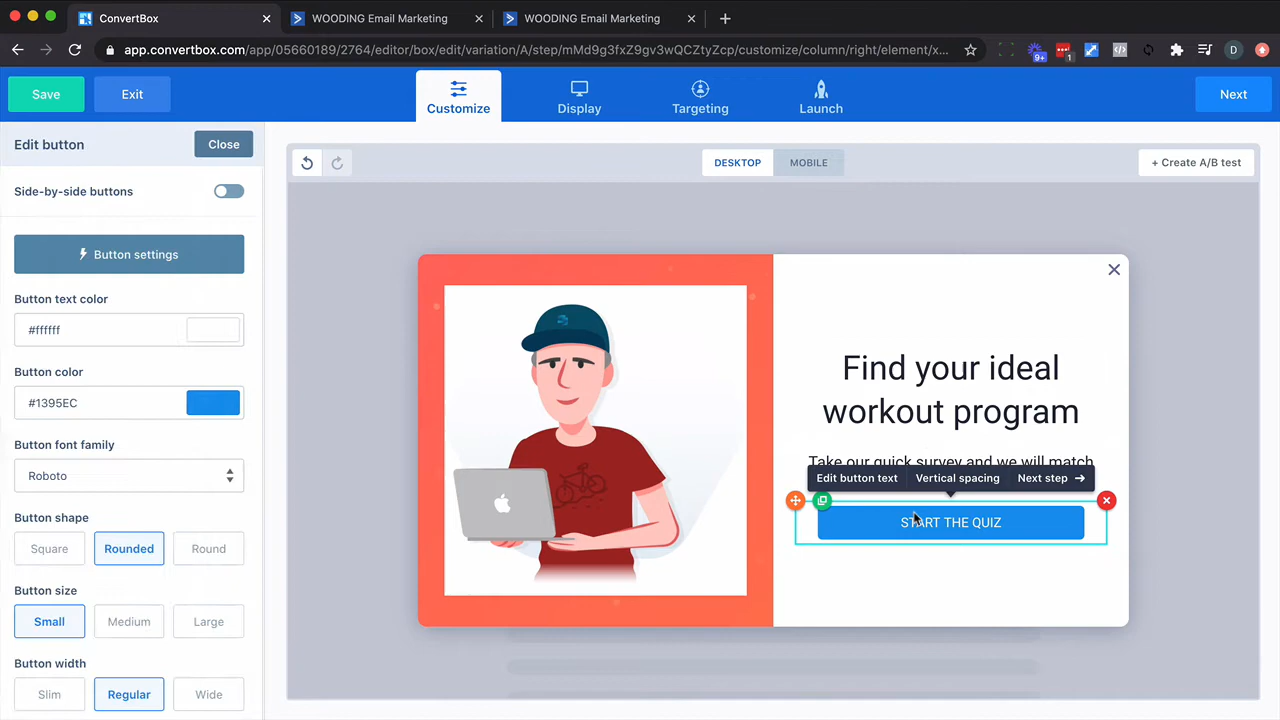 ConvertBox
WOODING Email Marketing
WOODING Email Marketing
app.convertbox.com/app/05660189/2764/editor/box/edit/variation/A/step/mMd9g3fxZ9gv3wQCZtyZcp/customize/column/right/element/x...
9+
1
D
Save
Exit
Customize
Display
Targeting
Launch
Next
Edit button
Close
Side-by-side buttons
Button settings
Button text color
#ffffff
Button color
#1395EC
Button font family
Roboto
Button shape
Square
Rounded
Round
Button size
Small
Medium
Large
Button width
Slim
Regular
Wide
DESKTOP
MOBILE
+ Create A/B test
Find your ideal
workout program
Take our quick survey and we will match
Edit button text
Vertical spacing
Next step
START THE QUIZ